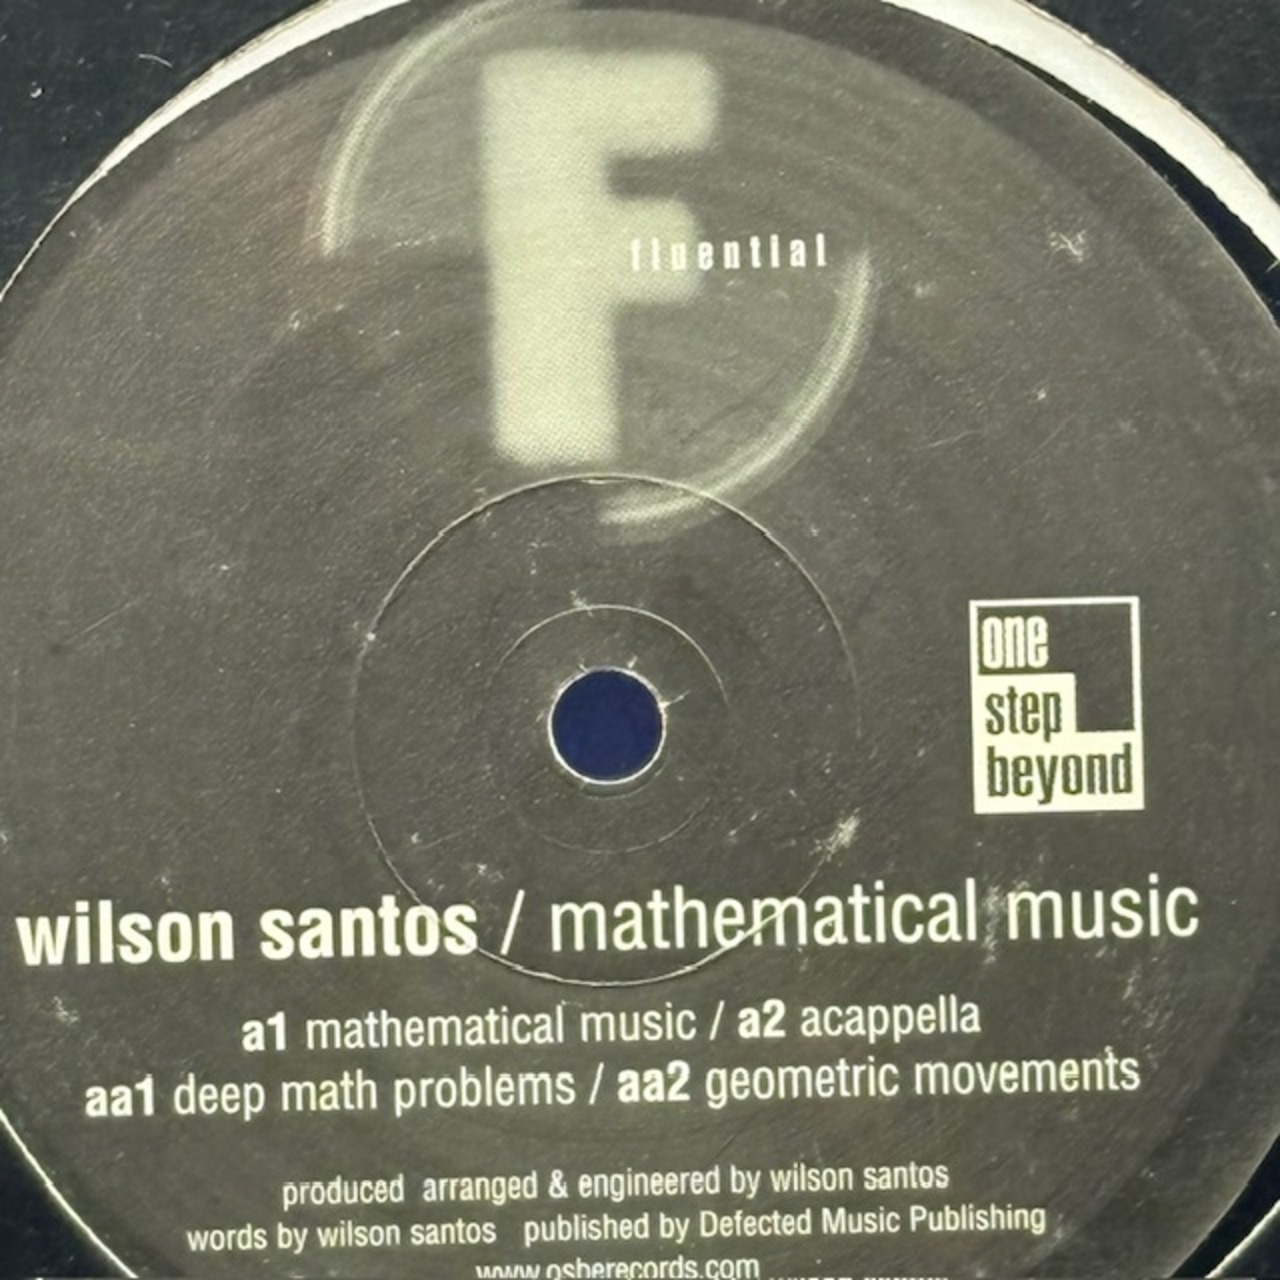 F
fluential
one
step
beyond
wilson santos / mathematical music
a1 mathematical music / a2 acappella
aa1 deep math problems / aa2 geometric movements
produced arranged & engineered by wilson santos
words by wilson santos published by Defected Music Publishing
www.osberecords.com